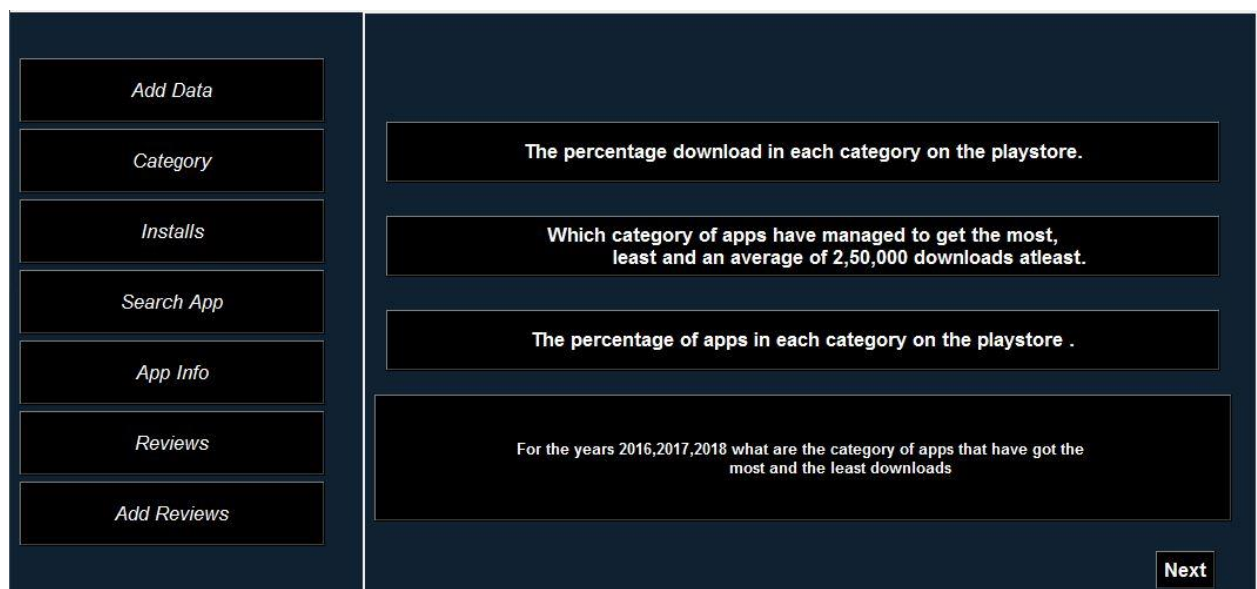 Add Data
Category
Installs
Search App
App Info
Reviews
Add Reviews
The percentage download in each category on the playstore.
Which category of apps have managed to get the most,
least and an average of 2,50,000 downloads atleast.
The percentage of apps in each category on the playstore .
For the years 2016,2017,2018 what are the category of apps that have got the
most and the least downloads
Next